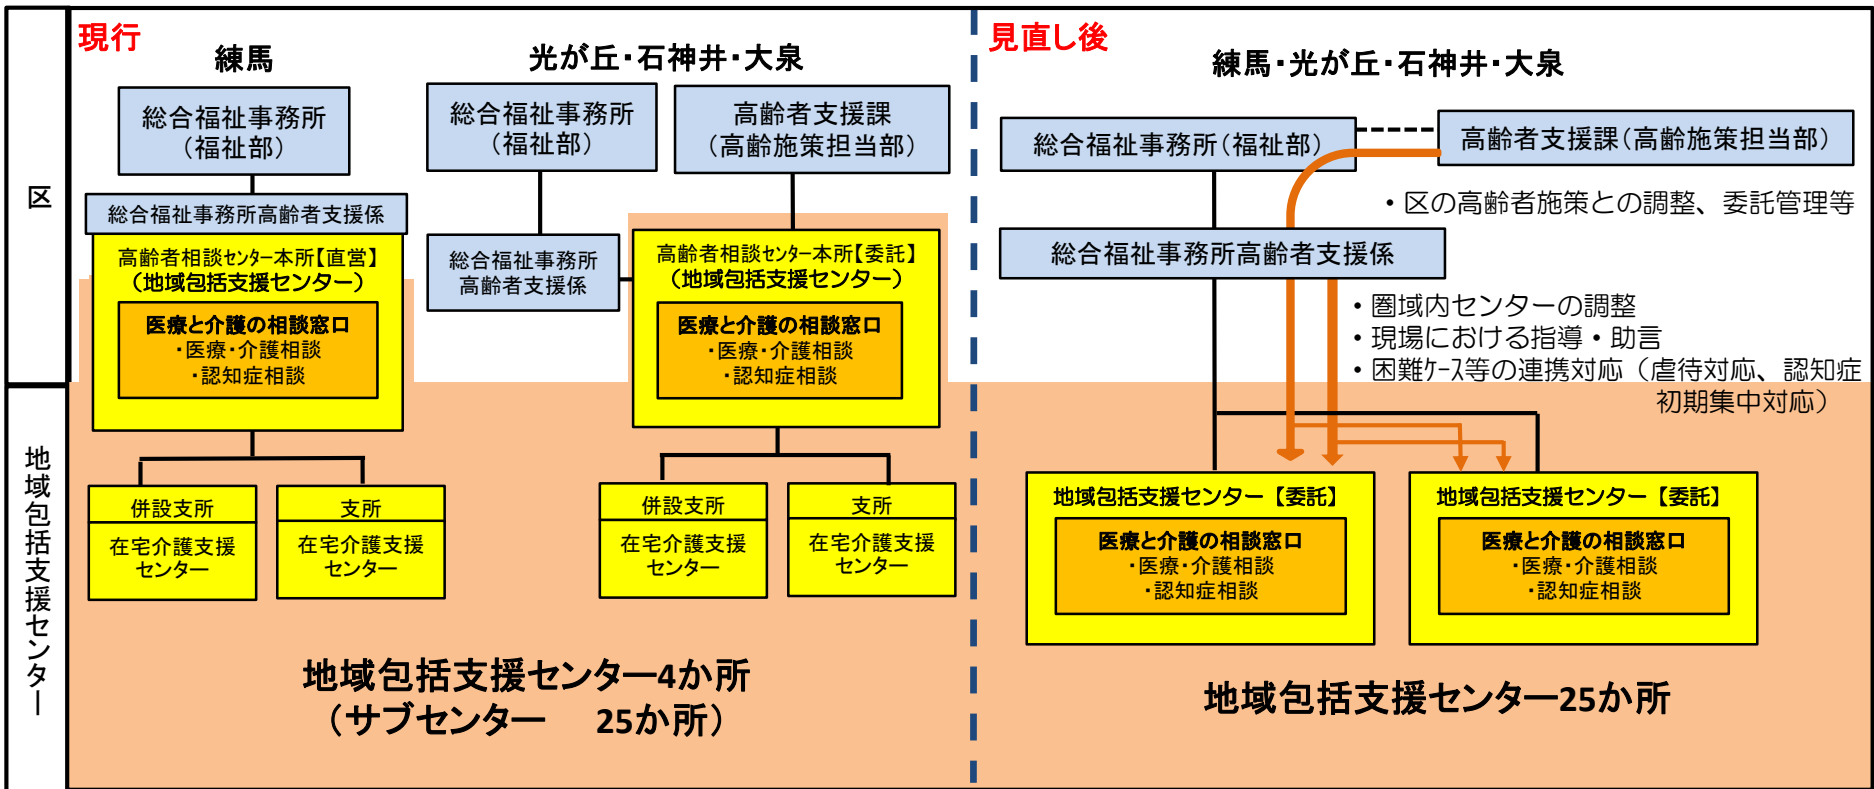 区
地域包括支援センター
現行
練馬
総合福祉事務所
(福祉部)
総合福祉事務所高齢者支援係
高齢者相談センター本所【直営】
(地域包括支援センター)
医療と介護の相談窓口
・医療・介護相談
・認知症相談
併設支所
在宅介護支援
センター
支所
在宅介護支援
センター
光が丘・石神井・大泉
総合福祉事務所
(福祉部)
高齢者支援課
(高齢施策担当部)
総合福祉事務所
高齢者支援係
高齢者相談センター本所【委託】
(地域包括支援センター)
医療と介護の相談窓口
・医療・介護相談
・認知症相談
併設支所
在宅介護支援
センター
支所
在宅介護支援
センター
地域包括支援センター4か所
(サブセンター 25か所)
見直し後
練馬・光が丘・石神井・大泉
総合福祉事務所(福祉部)
高齢者支援課(高齢施策担当部)
・区の高齢者施策との調整、委託管理等
総合福祉事務所高齢者支援係
・圏域内センターの調整
・現場における指導・助言
・困難ケース等の連携対応(虐待対応、認知症
初期集中対応)
地域包括支援センター【委託】
医療と介護の相談窓口
・医療・介護相談
・認知症相談
地域包括支援センター【委託】
医療と介護の相談窓口
・医療・介護相談
・認知症相談
地域包括支援センター25か所